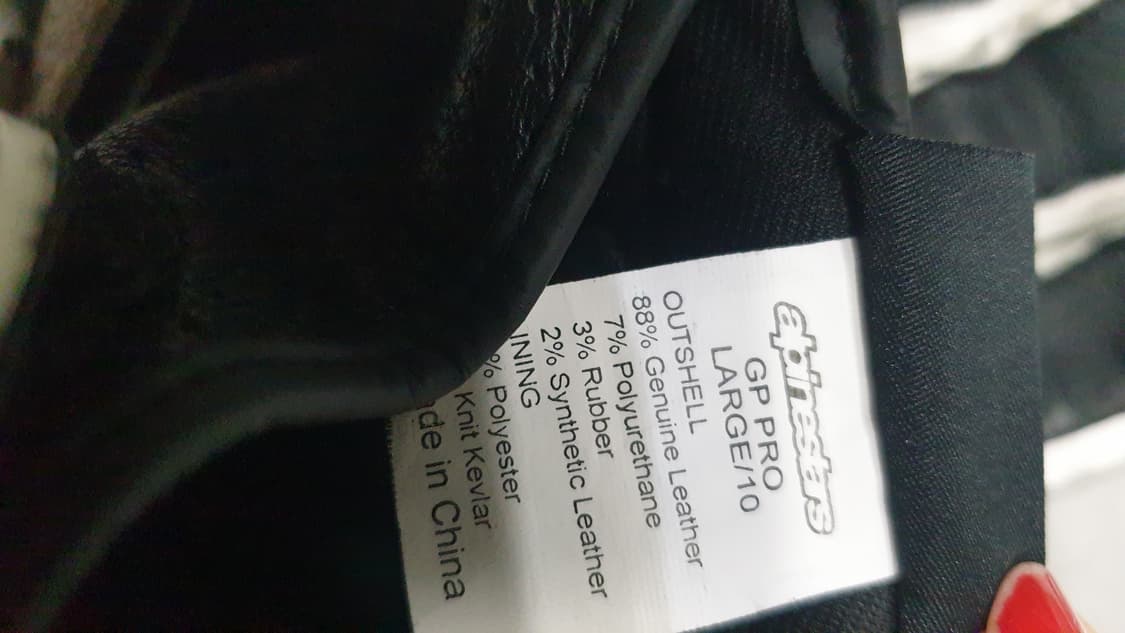 alpinestars
GP PRO
LARGE/10
OUTSHELL
88% Genuine Leather
7% Polyurethane
3% Rubber
2% Synthetic Leather
INING
% Polyester
Knit Kevlar
de in China